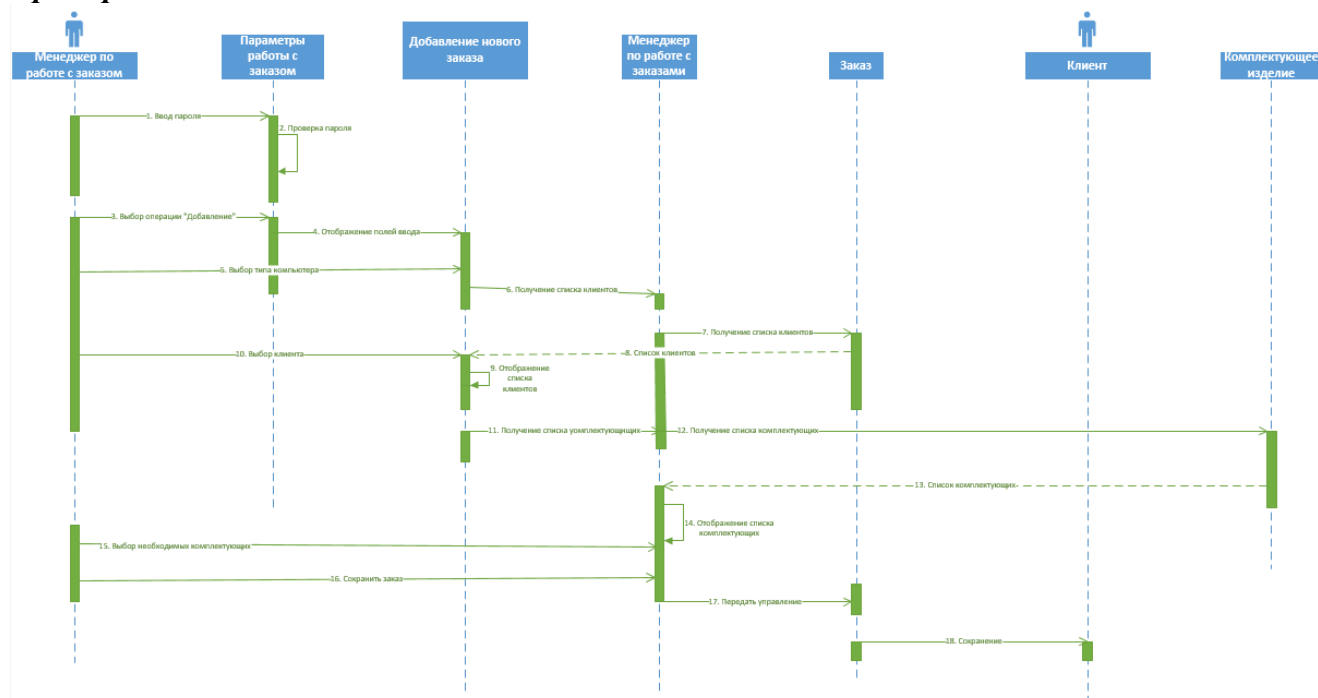 Менеджер по
работе с заказом
Параметры
работы с
заказом
Добавление нового
заказа
Менеджер
по работе с
заказами
Заказ
Клиент
Комплектующее
изделие
1. Ввод пароля
2. Проверка пароля
3. Выбор операции "Добавление"
4. Отображение полей ввода
5. Выбор типа компьютера
6. Получение списка клиентов
7. Получение списка клиентов
8. Список клиентов
10. Выбор клиента
9. Отображение
списка
клиентов
11. Получение списка уомплектующищих
12. Получение списка комплектующих
13. Список комплектующих
14. Отображение списка
комплектующих
15. Выбор необходимых комплектующих
16. Сохранить заказ
17. Передать управление
18. Сохранение